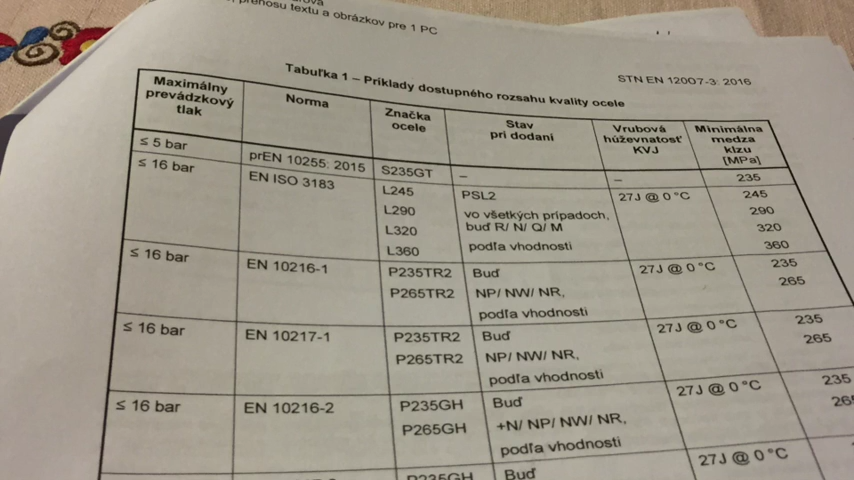 prenosu textu a obrázkov pre 1 PC
STN EN 12007-3: 2016
Tabuľka 1 – Príklady dostupného rozsahu kvality ocele
Maximálny prevádzkový tlak Norma Značka ocele Stav pri dodaní Vrubová húževnatosť KVJ Minimálna medza klzu [MPa]
≤ 5 bar prEN 10255: 2015 S235GT – – 235
≤ 16 bar EN ISO 3183 L245 PSL2 27J @ 0 °C 245
L290 vo všetkých prípadoch, 290
L320 buď R/ N/ Q/ M 320
L360 podľa vhodnosti 360
≤ 16 bar EN 10216-1 P235TR2 Buď 27J @ 0 °C 235
P265TR2 NP/ NW/ NR, 265
podľa vhodnosti
≤ 16 bar EN 10217-1 P235TR2 Buď 27J @ 0 °C 235
P265TR2 NP/ NW/ NR, 265
podľa vhodnosti
≤ 16 bar EN 10216-2 P235GH Buď 27J @ 0 °C 235
P265GH +N/ NP/ NW/ NR,
podľa vhodnosti
P235GH Buď 27J @ 0 °C